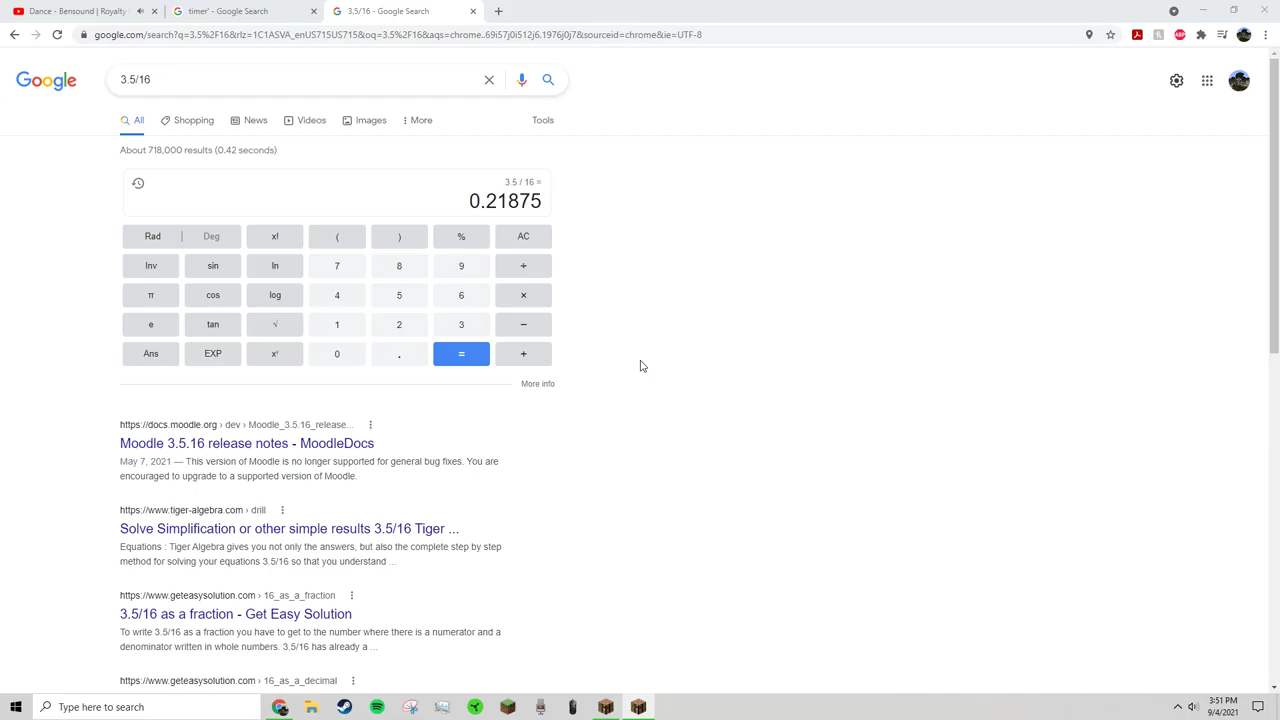 Dance - Bensound | Royalty
timer' - Google Search
3.5/16 - Google Search
google.com/search?q=3.5%2F16&rlz=1C1ASVA_enUS715US715&oq=3.5%2F16&aqs=chrome..69i57j0i512j6.1976j0j7&sourceid=chrome&ie=UTF-8
Google
3.5/16
All
Shopping
News
Videos
Images
More
Tools
About 718,000 results (0.42 seconds)
3.5 / 16 =
0.21875
Rad | Deg x! ( ) % AC
Inv sin ln 7 8 9 ÷
π cos log 4 5 6 ×
e tan √ 1 2 3 −
Ans EXP xʸ 0 . = +
More info
https://docs.moodle.org › dev › Moodle_3.5.16_release...
Moodle 3.5.16 release notes - MoodleDocs
May 7, 2021 — This version of Moodle is no longer supported for general bug fixes. You are
encouraged to upgrade to a supported version of Moodle.
https://www.tiger-algebra.com › drill
Solve Simplification or other simple results 3.5/16 Tiger ...
Equations : Tiger Algebra gives you not only the answers, but also the complete step by step
method for solving your equations 3.5/16 so that you understand ...
https://www.geteasysolution.com › 16_as_a_fraction
3.5/16 as a fraction - Get Easy Solution
To write 3.5/16 as a fraction you have to get to the number where there is a numerator and a
denominator written in whole numbers. 3.5/16 has already a ...
https://www.geteasysolution.com › 16_as_a_decimal
Type here to search
3:51 PM
9/4/2021